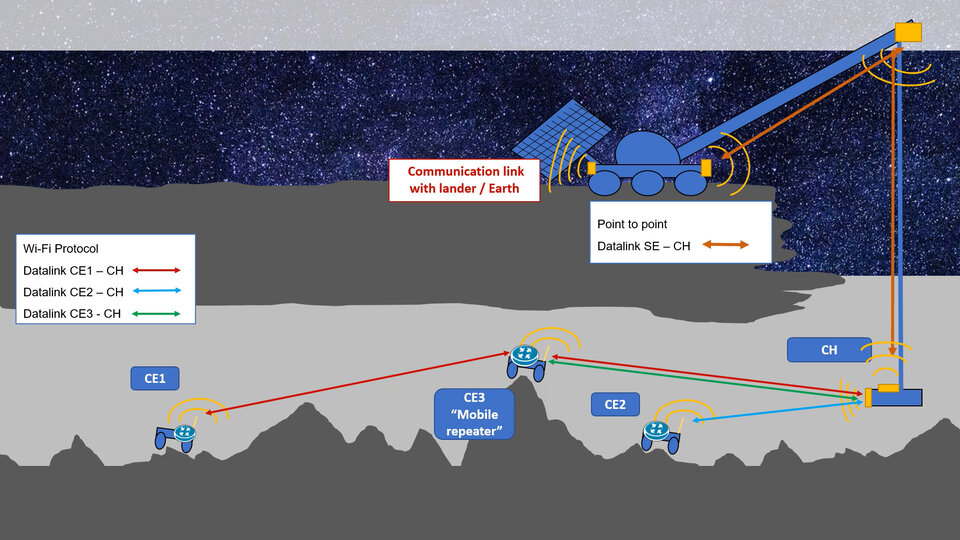 Communication link
with lander / Earth
Point to point
Datalink SE – CH
Wi-Fi Protocol
Datalink CE1 – CH
Datalink CE2 – CH
Datalink CE3 - CH
CH
CE1
CE3
“Mobile
repeater”
CE2